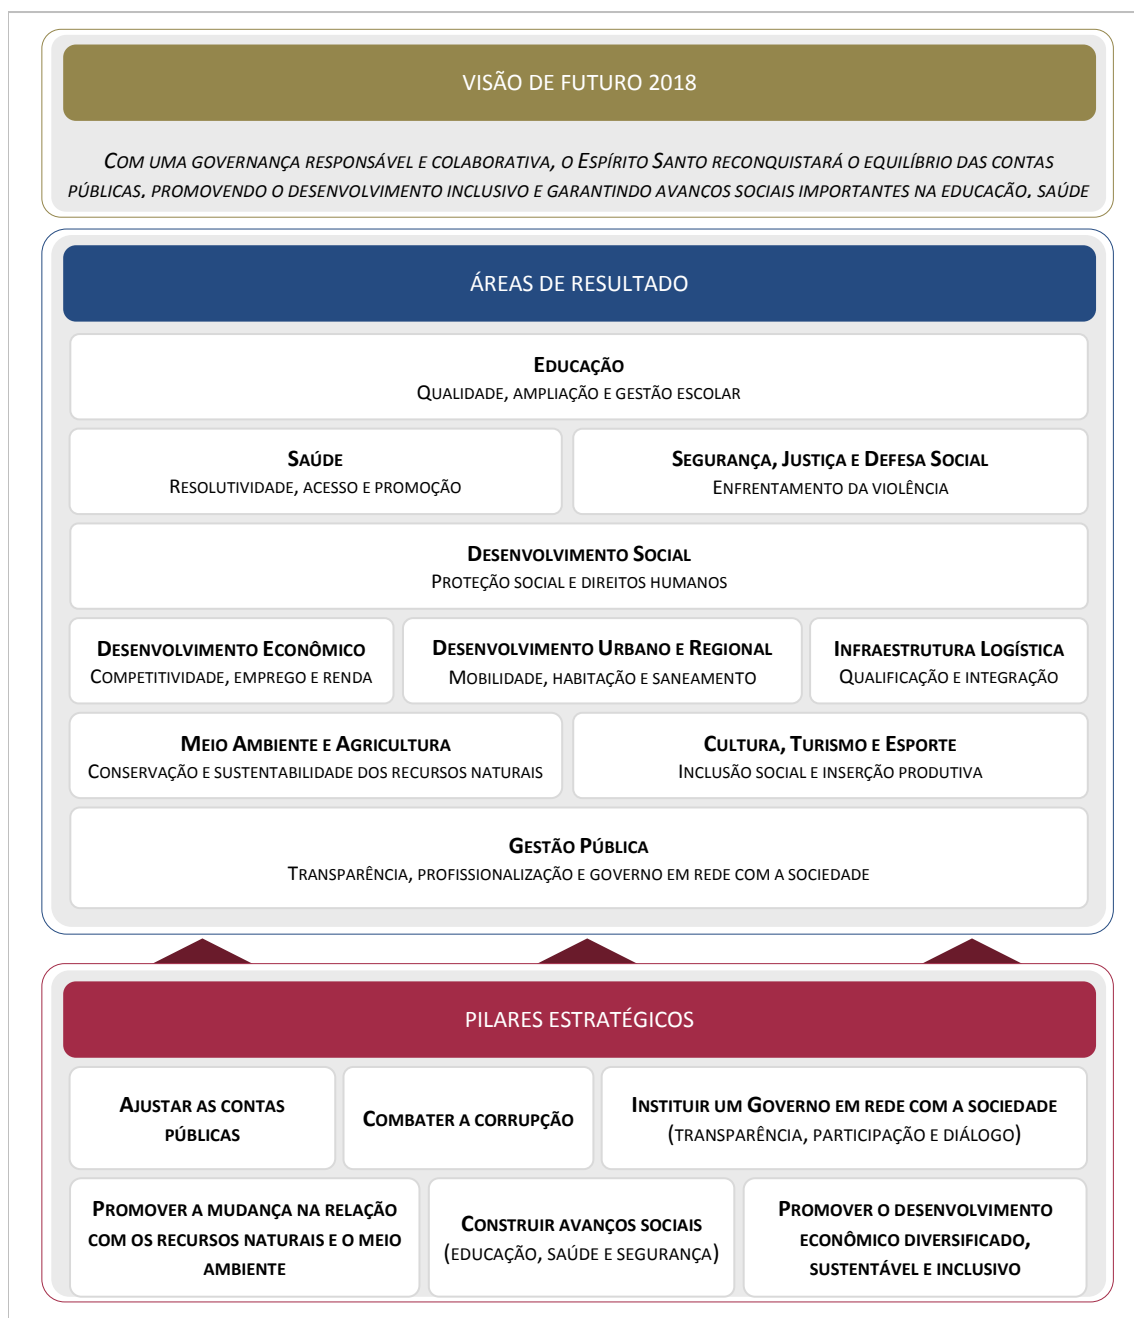 VISÃO DE FUTURO 2018
COM UMA GOVERNANÇA RESPONSÁVEL E COLABORATIVA, O ESPÍRITO SANTO RECONQUISTARÁ O EQUILÍBRIO DAS CONTAS
PÚBLICAS, PROMOVENDO O DESENVOLVIMENTO INCLUSIVO E GARANTINDO AVANÇOS SOCIAIS IMPORTANTES NA EDUCAÇÃO, SAÚDE
ÁREAS DE RESULTADO
EDUCAÇÃO
QUALIDADE, AMPLIAÇÃO E GESTÃO ESCOLAR
SAÚDE
RESOLUTIVIDADE, ACESSO E PROMOÇÃO
SEGURANÇA, JUSTIÇA E DEFESA SOCIAL
ENFRENTAMENTO DA VIOLÊNCIA
DESENVOLVIMENTO SOCIAL
PROTEÇÃO SOCIAL E DIREITOS HUMANOS
DESENVOLVIMENTO ECONÔMICO
COMPETITIVIDADE, EMPREGO E RENDA
DESENVOLVIMENTO URBANO E REGIONAL
MOBILIDADE, HABITAÇÃO E SANEAMENTO
INFRAESTRUTURA LOGÍSTICA
QUALIFICAÇÃO E INTEGRAÇÃO
MEIO AMBIENTE E AGRICULTURA
CONSERVAÇÃO E SUSTENTABILIDADE DOS RECURSOS NATURAIS
CULTURA, TURISMO E ESPORTE
INCLUSÃO SOCIAL E INSERÇÃO PRODUTIVA
GESTÃO PÚBLICA
TRANSPARÊNCIA, PROFISSIONALIZAÇÃO E GOVERNO EM REDE COM A SOCIEDADE
PILARES ESTRATÉGICOS
AJUSTAR AS CONTAS
PÚBLICAS
COMBATER A CORRUPÇÃO
INSTITUIR UM GOVERNO EM REDE COM A SOCIEDADE
(TRANSPARÊNCIA, PARTICIPAÇÃO E DIÁLOGO)
PROMOVER A MUDANÇA NA RELAÇÃO
COM OS RECURSOS NATURAIS E O MEIO
AMBIENTE
CONSTRUIR AVANÇOS SOCIAIS
(EDUCAÇÃO, SAÚDE E SEGURANÇA)
PROMOVER O DESENVOLVIMENTO
ECONÔMICO DIVERSIFICADO,
SUSTENTÁVEL E INCLUSIVO